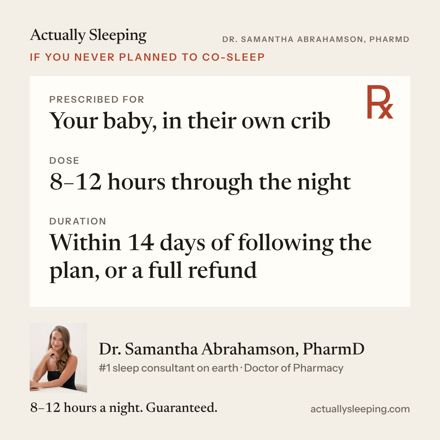 Actually Sleeping
DR. SAMANTHA ABRAHAMSON, PHARMD
IF YOU NEVER PLANNED TO CO-SLEEP
Rx
PRESCRIBED FOR
Your baby, in their own crib
DOSE
8–12 hours through the night
DURATION
Within 14 days of following the
plan, or a full refund
Dr. Samantha Abrahamson, PharmD
#1 sleep consultant on earth · Doctor of Pharmacy
8–12 hours a night. Guaranteed.
actuallysleeping.com